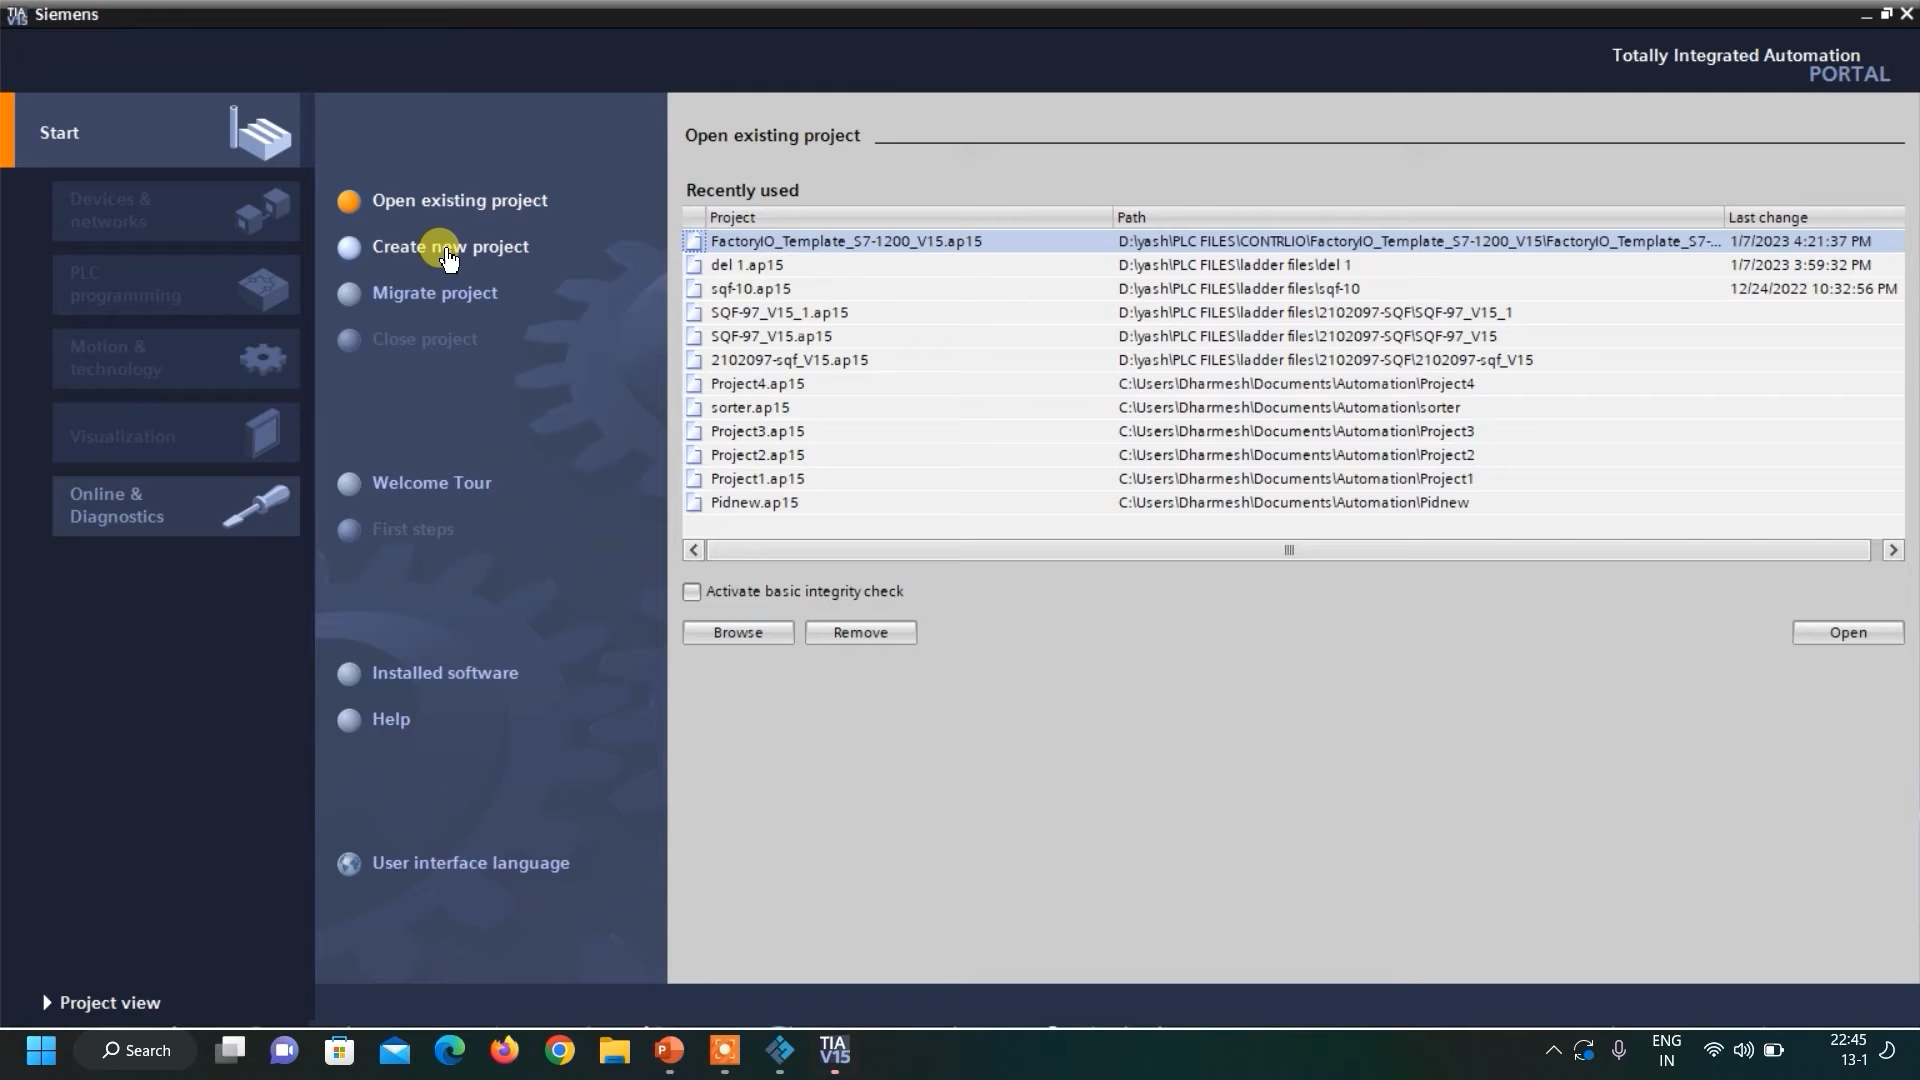 TIA V15 Siemens
Totally Integrated Automation
PORTAL
Start
Devices &
networks
PLC
programming
Motion &
technology
Visualization
Online &
Diagnostics
Project view
Open existing project
Create new project
Migrate project
Close project
Welcome Tour
First steps
Installed software
Help
User interface language
Open existing project
Recently used
Project Path Last change
FactoryIO_Template_S7-1200_V15.ap15 D:\yash\PLC FILES\CONTRLIO\FactoryIO_Template_S7-1200_V15\FactoryIO_Template_S7-... 1/7/2023 4:21:37 PM
del 1.ap15 D:\yash\PLC FILES\ladder files\del 1 1/7/2023 3:59:32 PM
sqf-10.ap15 D:\yash\PLC FILES\ladder files\sqf-10 12/24/2022 10:32:56 PM
SQF-97_V15_1.ap15 D:\yash\PLC FILES\ladder files\2102097-SQF\SQF-97_V15_1
SQF-97_V15.ap15 D:\yash\PLC FILES\ladder files\2102097-SQF\SQF-97_V15
2102097-sqf_V15.ap15 D:\yash\PLC FILES\ladder files\2102097-SQF\2102097-sqf_V15
Project4.ap15 C:\Users\Dharmesh\Documents\Automation\Project4
sorter.ap15 C:\Users\Dharmesh\Documents\Automation\sorter
Project3.ap15 C:\Users\Dharmesh\Documents\Automation\Project3
Project2.ap15 C:\Users\Dharmesh\Documents\Automation\Project2
Project1.ap15 C:\Users\Dharmesh\Documents\Automation\Project1
Pidnew.ap15 C:\Users\Dharmesh\Documents\Automation\Pidnew
Activate basic integrity check
Browse Remove Open
Search
P
TIA
V15
ENG
IN
22:45
13-1